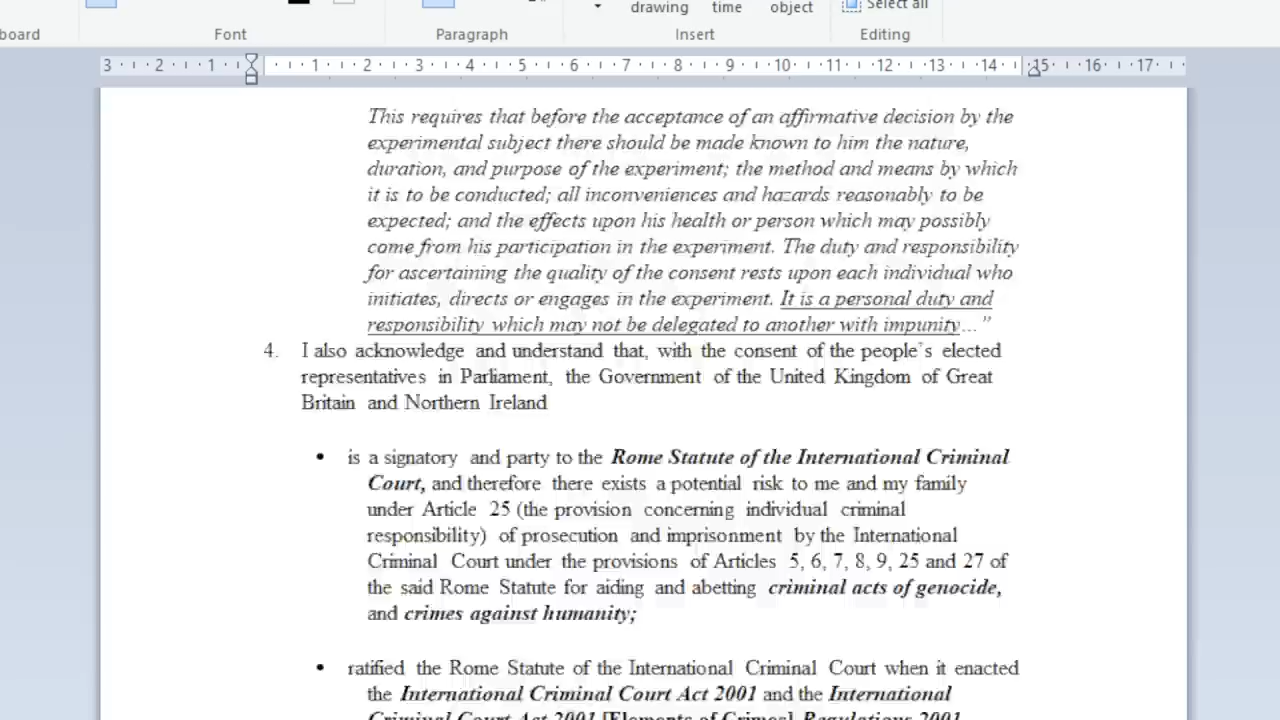 drawing time object Select all
board Font Paragraph Insert Editing
3 2 1 1 2 3 4 5 6 7 8 9 10 11 12 13 14 15 16 17
This requires that before the acceptance of an affirmative decision by the
experimental subject there should be made known to him the nature,
duration, and purpose of the experiment; the method and means by which
it is to be conducted; all inconveniences and hazards reasonably to be
expected; and the effects upon his health or person which may possibly
come from his participation in the experiment. The duty and responsibility
for ascertaining the quality of the consent rests upon each individual who
initiates, directs or engages in the experiment. It is a personal duty and
responsibility which may not be delegated to another with impunity…”
4. I also acknowledge and understand that, with the consent of the people's elected
representatives in Parliament, the Government of the United Kingdom of Great
Britain and Northern Ireland
• is a signatory and party to the Rome Statute of the International Criminal
Court, and therefore there exists a potential risk to me and my family
under Article 25 (the provision concerning individual criminal
responsibility) of prosecution and imprisonment by the International
Criminal Court under the provisions of Articles 5, 6, 7, 8, 9, 25 and 27 of
the said Rome Statute for aiding and abetting criminal acts of genocide,
and crimes against humanity;
• ratified the Rome Statute of the International Criminal Court when it enacted
the International Criminal Court Act 2001 and the International
Criminal Court Act 2001 [Elements of Crimes] Regulations 2001